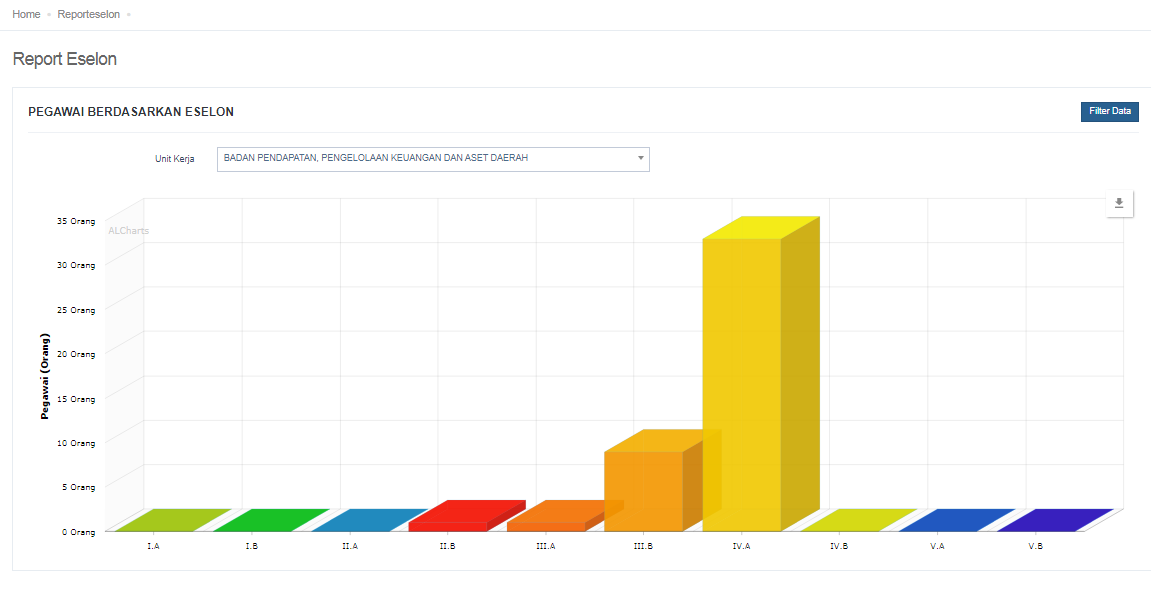 Home Reporteselon
Report Eselon
PEGAWAI BERDASARKAN ESELON
Filter Data
Unit Kerja
BADAN PENDAPATAN, PENGELOLAAN KEUANGAN DAN ASET DAERAH
ALCharts
35 Orang
30 Orang
25 Orang
20 Orang
15 Orang
10 Orang
5 Orang
0 Orang
Pegawai (Orang)
I.A I.B II.A II.B III.A III.B IV.A IV.B V.A V.B